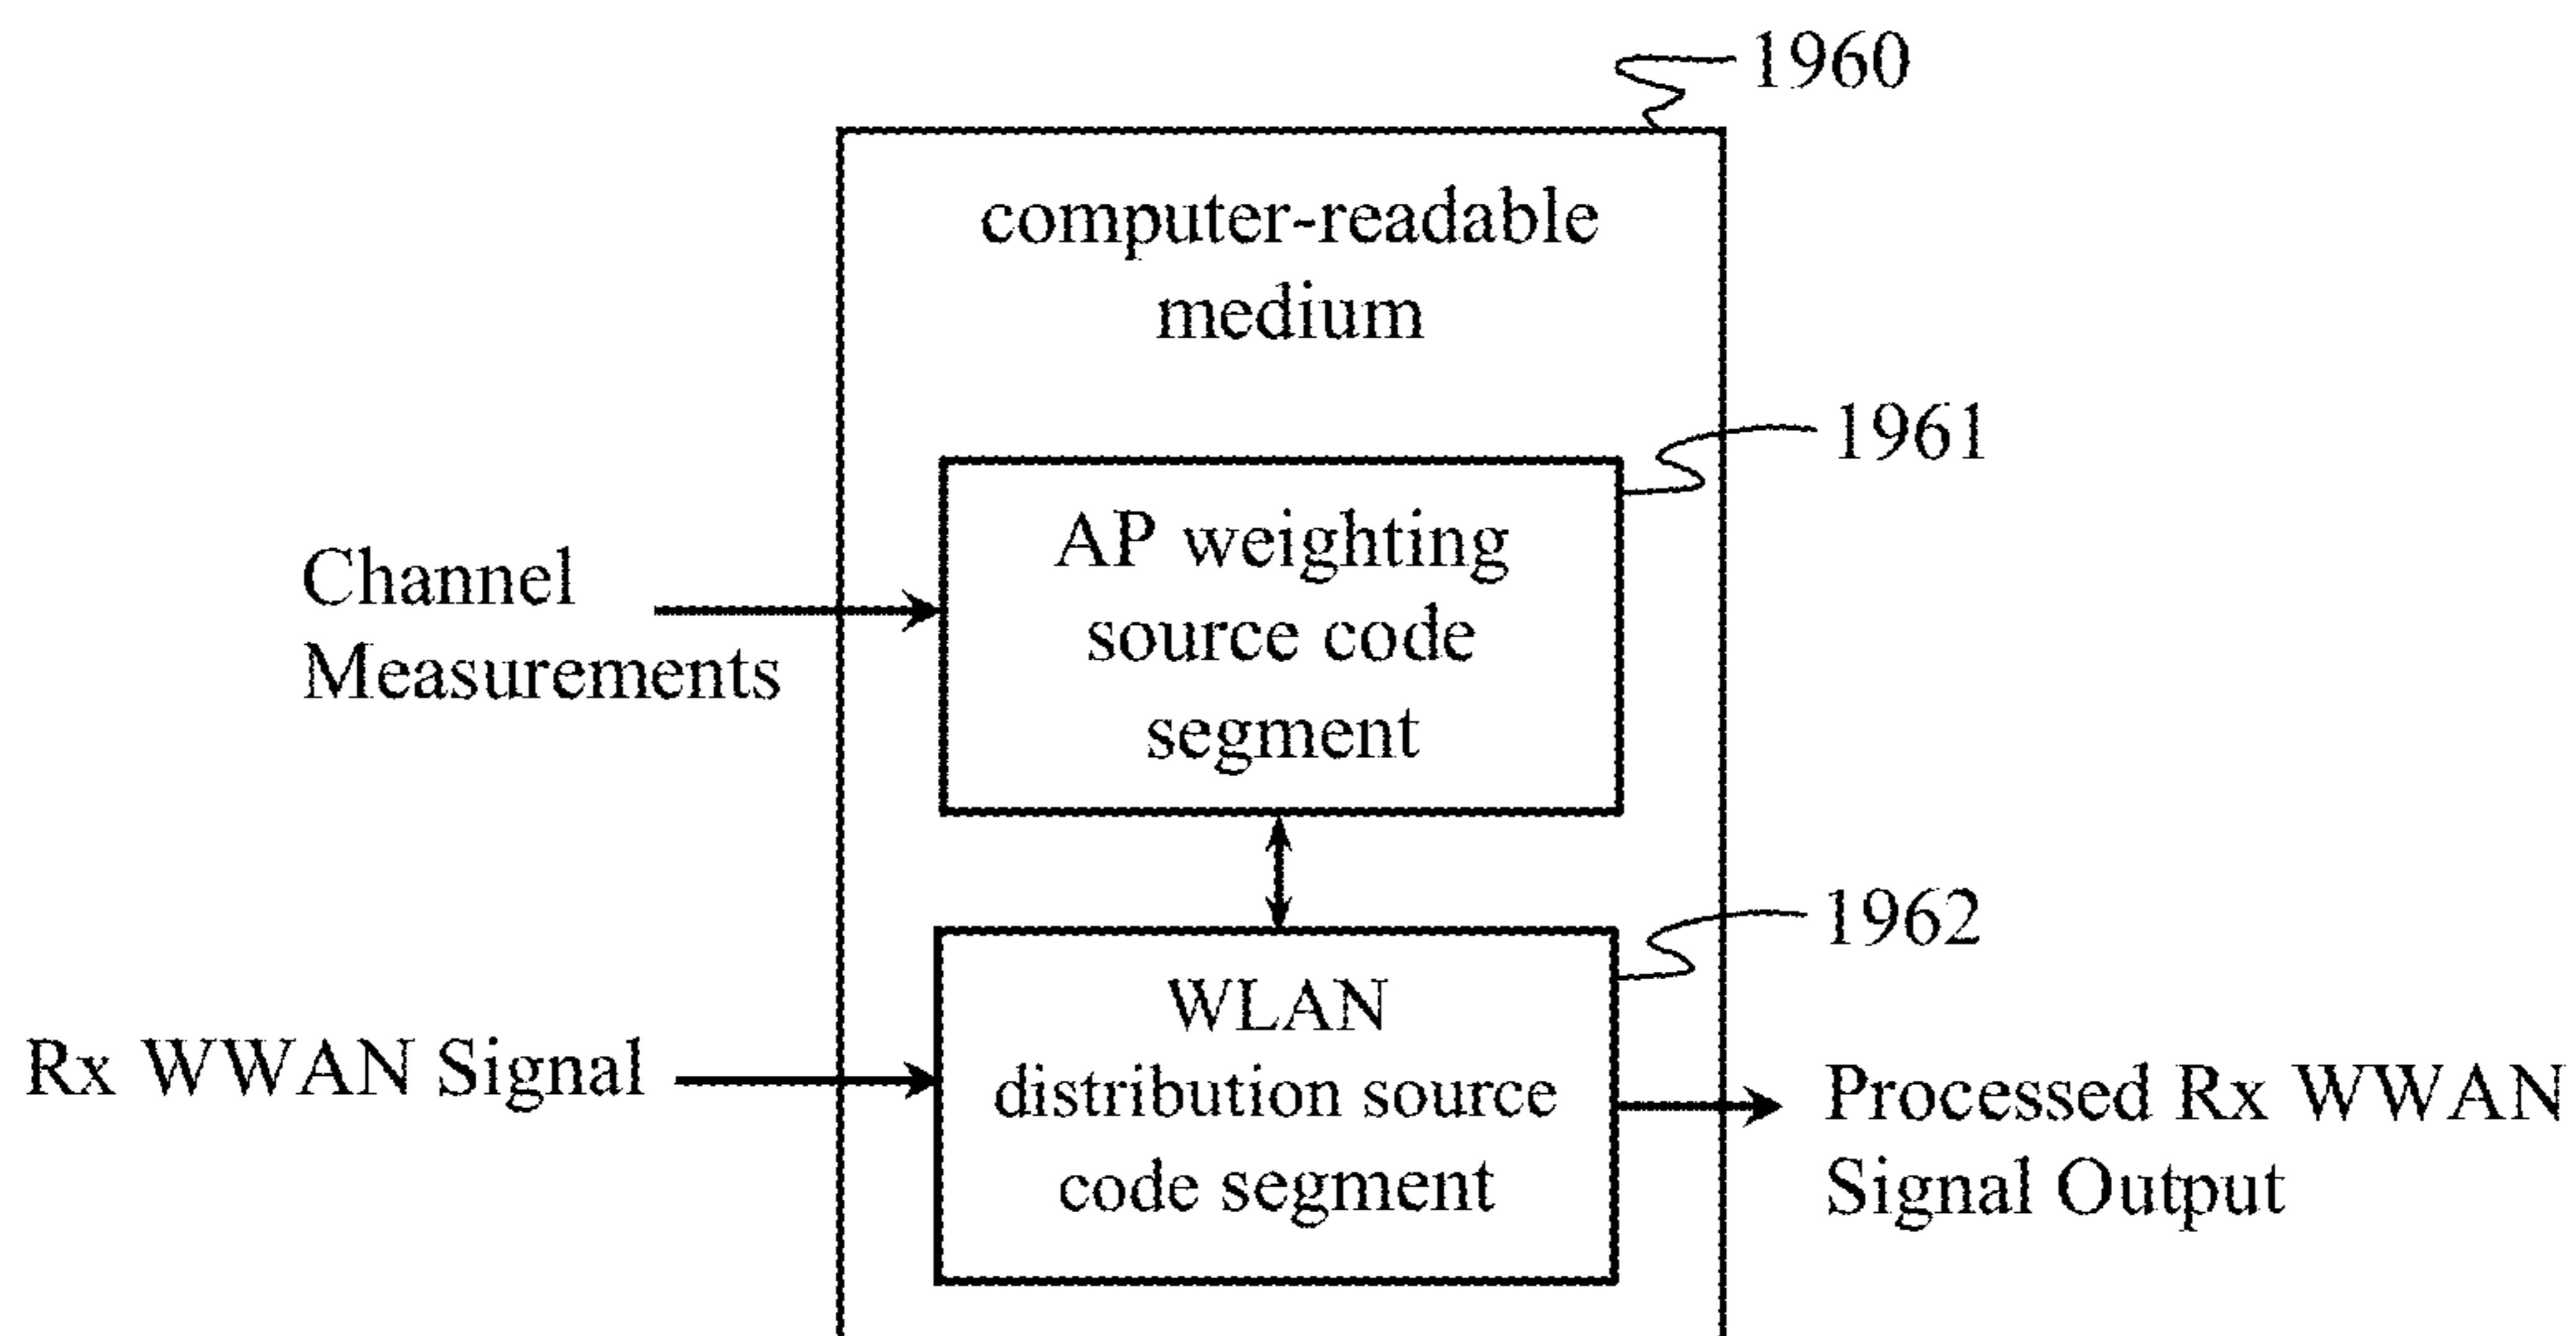 1960
computer-readable
medium
1961
AP weighting
source code
segment
Channel
Measurements
1962
WLAN
distribution source
code segment
Rx WWAN Signal
Processed Rx WWAN
Signal Output